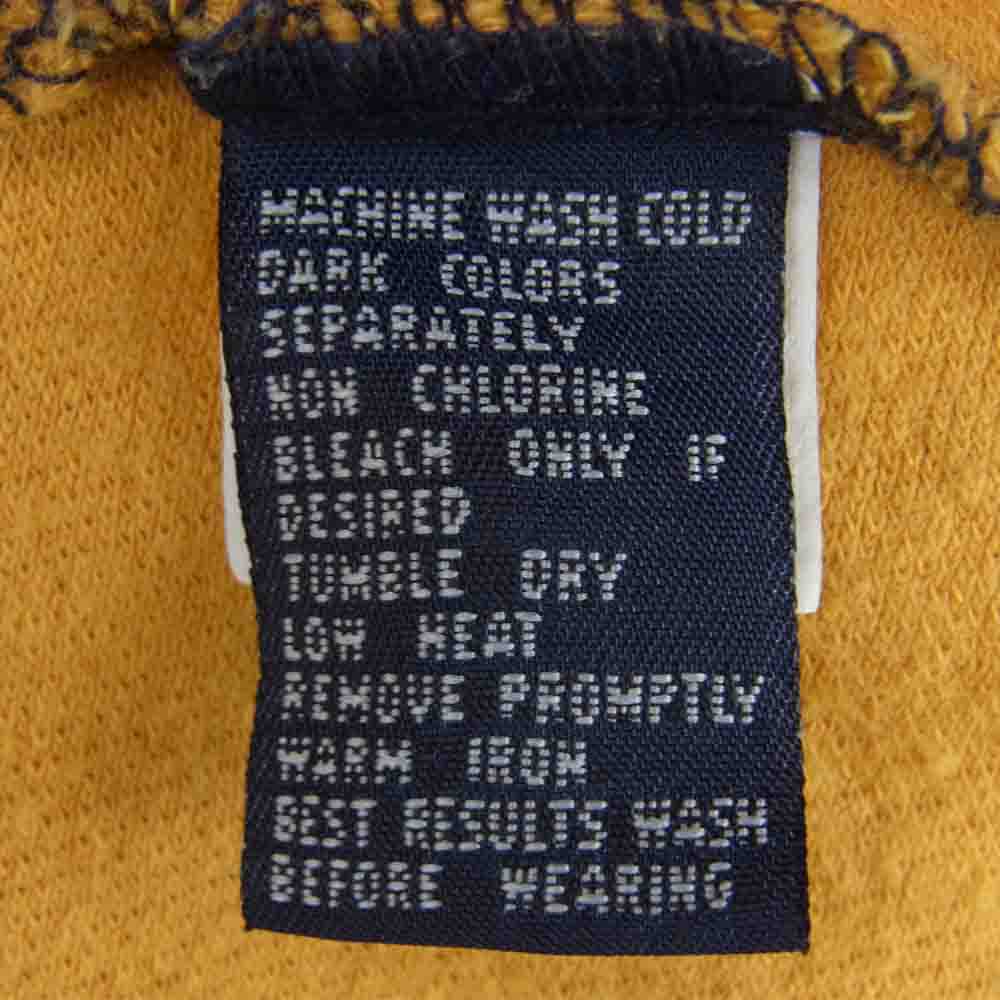 MACHINE WASH COLD
DARK COLORS
SEPARATELY
NON CHLORINE
BLEACH ONLY IF
DESIRED
TUMBLE DRY
LOW HEAT
REMOVE PROMPTLY
WARM IRON
BEST RESULTS WASH
BEFORE WEARING